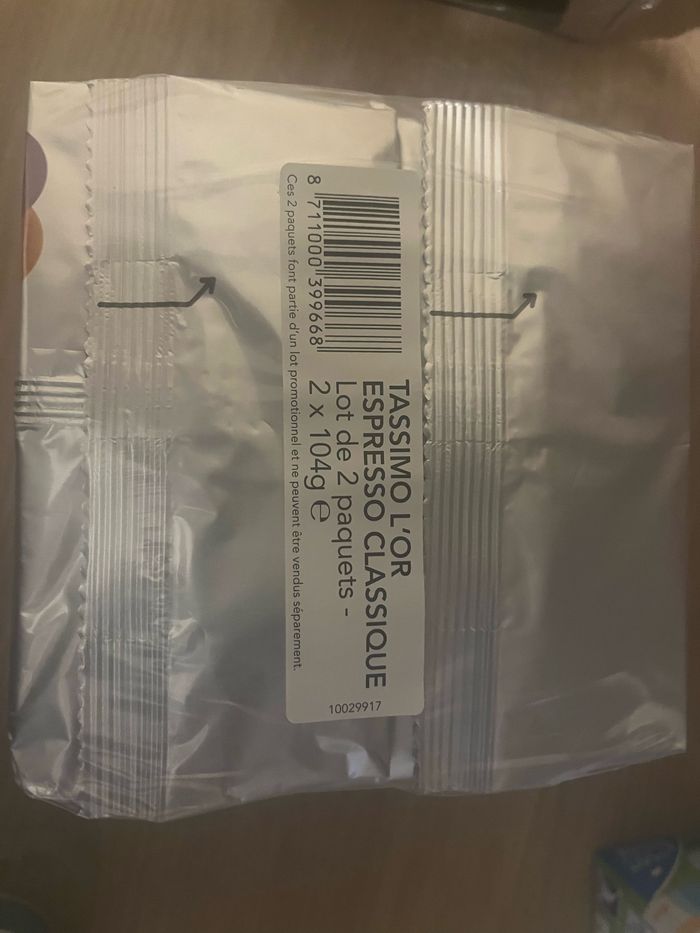 TASSIMO L'OR
ESPRESSO CLASSIQUE
Lot de 2 paquets -
2 x 104g ℮
8 711000 399668
Ces 2 paquets font partie d'un lot promotionnel et ne peuvent être vendus séparement.
10029917